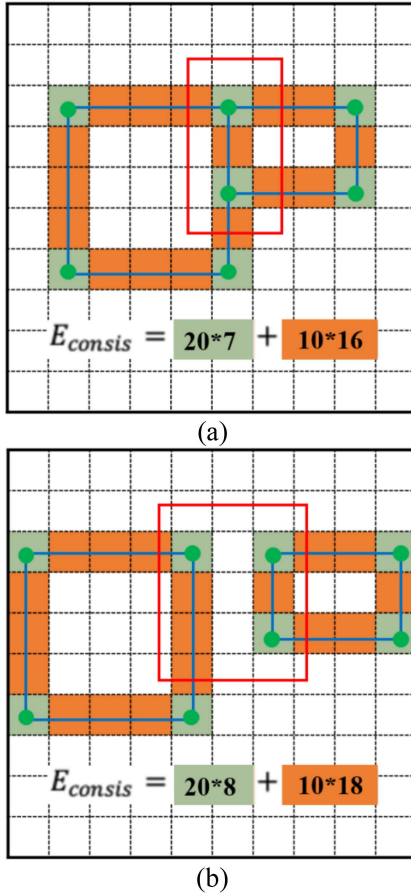 E_consis = 20*7 + 10*16
(a)
E_consis = 20*8 + 10*18
(b)